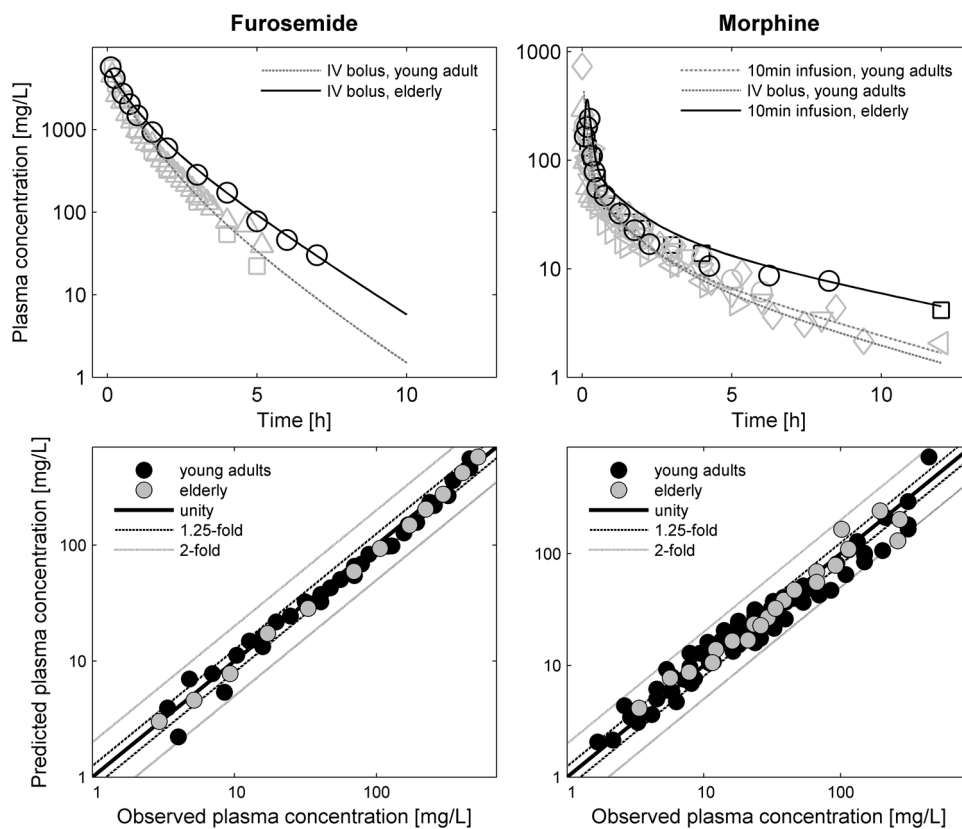 Furosemide
Morphine
Plasma concentration [mg/L]
1000
100
10
1
IV bolus, young adult
IV bolus, elderly
0
5
10
Time [h]
1000
100
10
1
10min infusion, young adults
IV bolus, young adults
10min infusion, elderly
0
5
10
Time [h]
Predicted plasma concentration [mg/L]
100
10
1
young adults
elderly
unity
1.25-fold
2-fold
1
10
100
Observed plasma concentration [mg/L]
100
10
1
young adults
elderly
unity
1.25-fold
2-fold
1
10
100
Observed plasma concentration [mg/L]